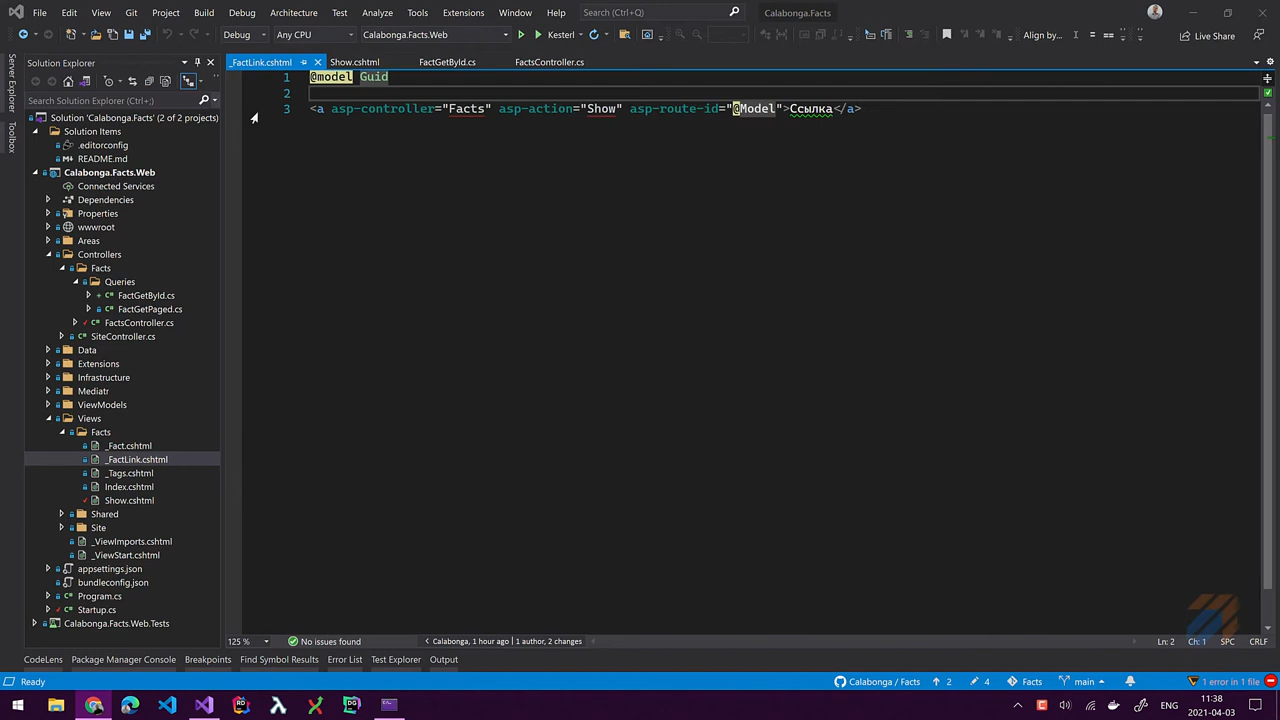 File Edit View Git Project Build Debug Architecture Test Analyze Tools Extensions Window Help Search (Ctrl+;) Calabonga.Facts
Debug Any CPU Calabonga.Facts.Web Kestrel Align by... Live Share
Server Explorer
Toolbox
Solution Explorer
Search Solution Explorer (Ctrl+;)
Solution 'Calabonga.Facts' (2 of 2 projects)
Solution Items
.editorconfig
README.md
Calabonga.Facts.Web
Connected Services
Dependencies
Properties
wwwroot
Areas
Controllers
Facts
Queries
FactGetById.cs
FactGetPaged.cs
FactsController.cs
SiteController.cs
Data
Extensions
Infrastructure
Mediatr
ViewModels
Views
Facts
_Fact.cshtml
_FactLink.cshtml
_Tags.cshtml
Index.cshtml
Show.cshtml
Shared
Site
_ViewImports.cshtml
_ViewStart.cshtml
appsettings.json
bundleconfig.json
Program.cs
Startup.cs
Calabonga.Facts.Web.Tests
_FactLink.cshtml Show.cshtml FactGetById.cs FactsController.cs
1 @model Guid
2
3 <a asp-controller="Facts" asp-action="Show" asp-route-id="@Model">Ссылка</a>
125 % No issues found Calabonga, 1 hour ago | 1 author, 2 changes Ln: 2 Ch: 1 SPC CRLF
CodeLens Package Manager Console Breakpoints Find Symbol Results Error List Test Explorer Output
Ready Calabonga / Facts 2 4 Facts main 1 error in 1 file
ENG 11:38 2021-04-03